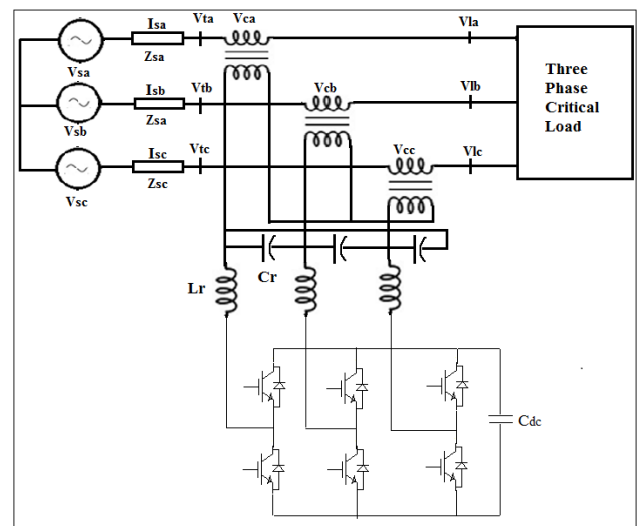 Isa
Vta
Vca
Vla
Vsa
Zsa
Three
Phase
Critical
Load
Isb
Vtb
Vcb
Vlb
Vsb
Zsa
Isc
Vtc
Vcc
Vlc
Vsc
Zsc
Lr
Cr
Cdc